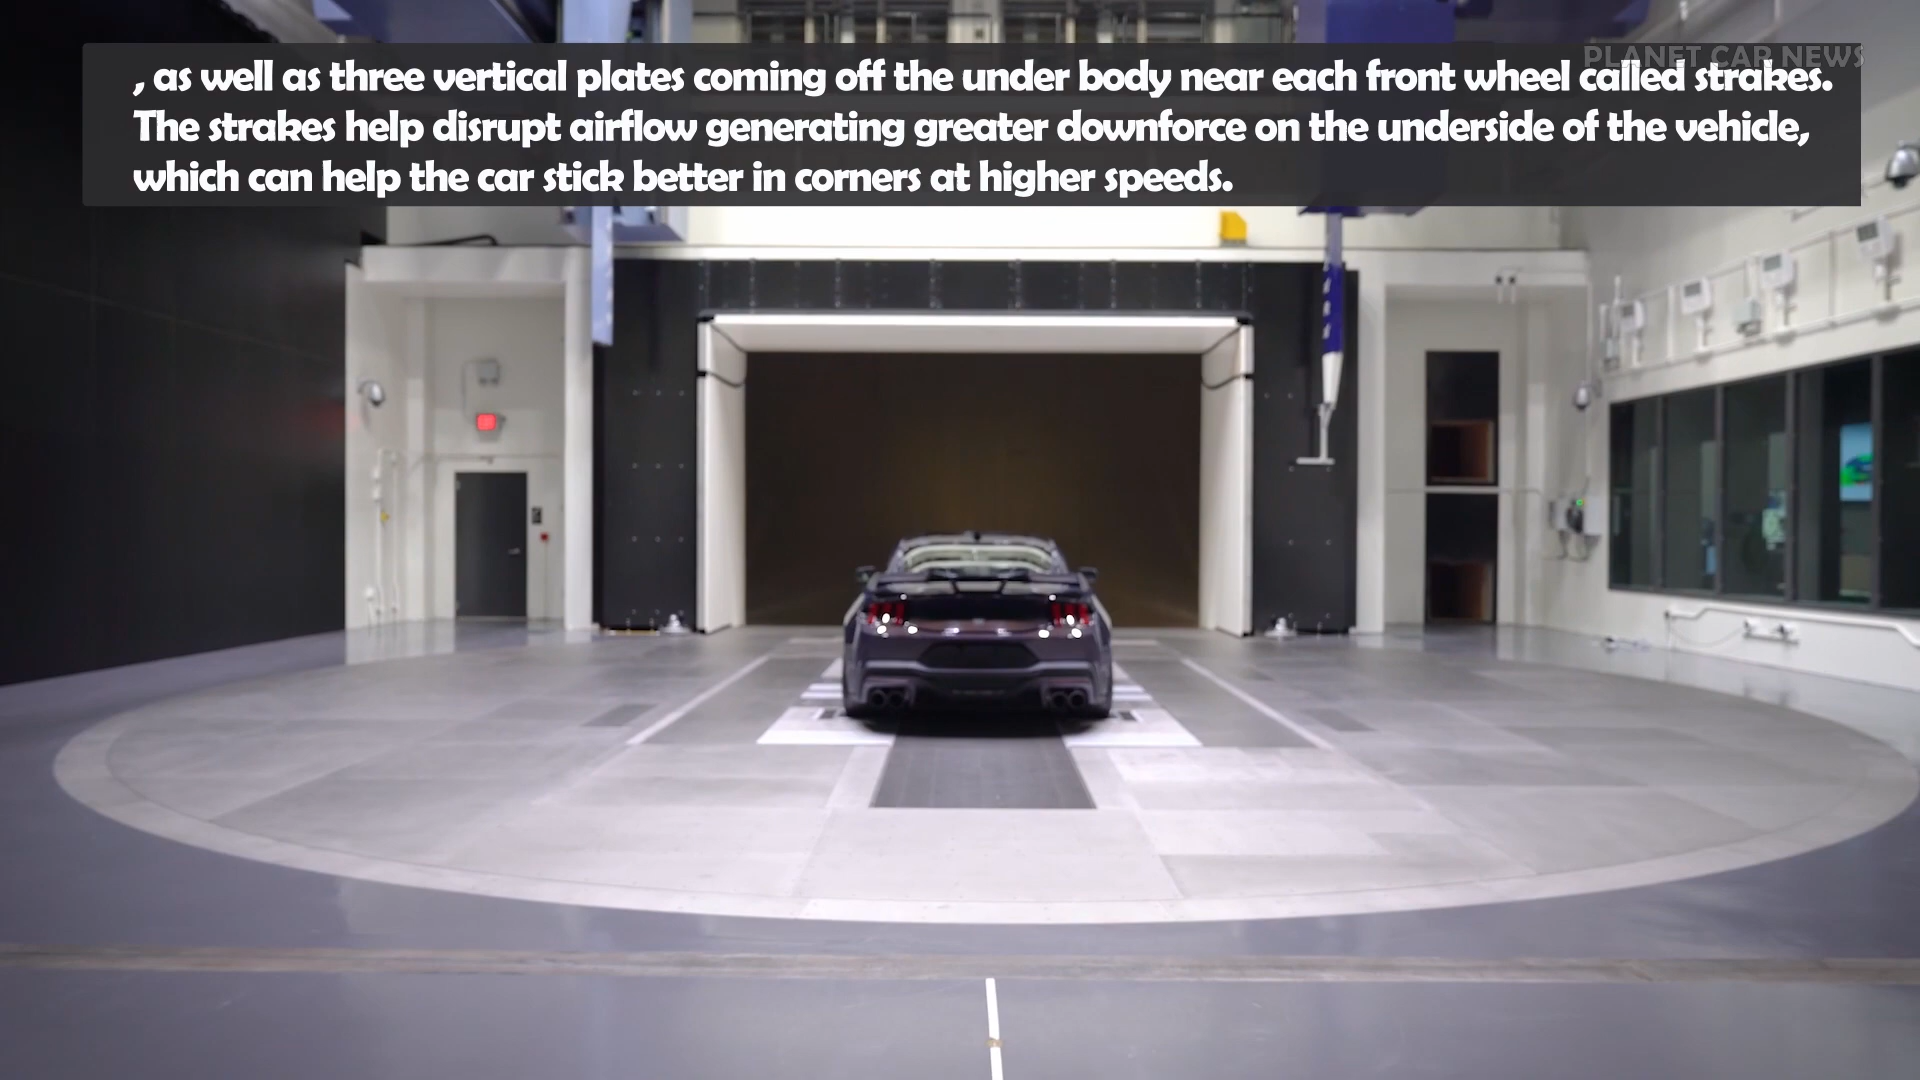 PLANET CAR NEWS
, as well as three vertical plates coming off the under body near each front wheel called strakes.
The strakes help disrupt airflow generating greater downforce on the underside of the vehicle,
which can help the car stick better in corners at higher speeds.